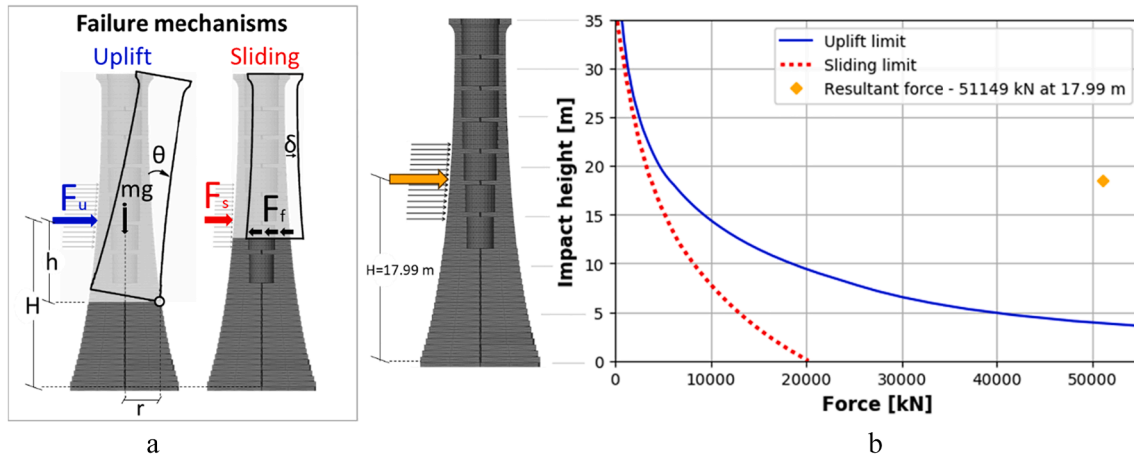 Failure mechanisms
Uplift
Sliding
θ
mg
Fu
h
H
r
δ
Fs
Ff
a
H=17.99 m
Impact height [m]
35
30
25
20
15
10
5
0
Uplift limit
Sliding limit
Resultant force - 51149 kN at 17.99 m
0 10000 20000 30000 40000 50000
Force [kN]
b